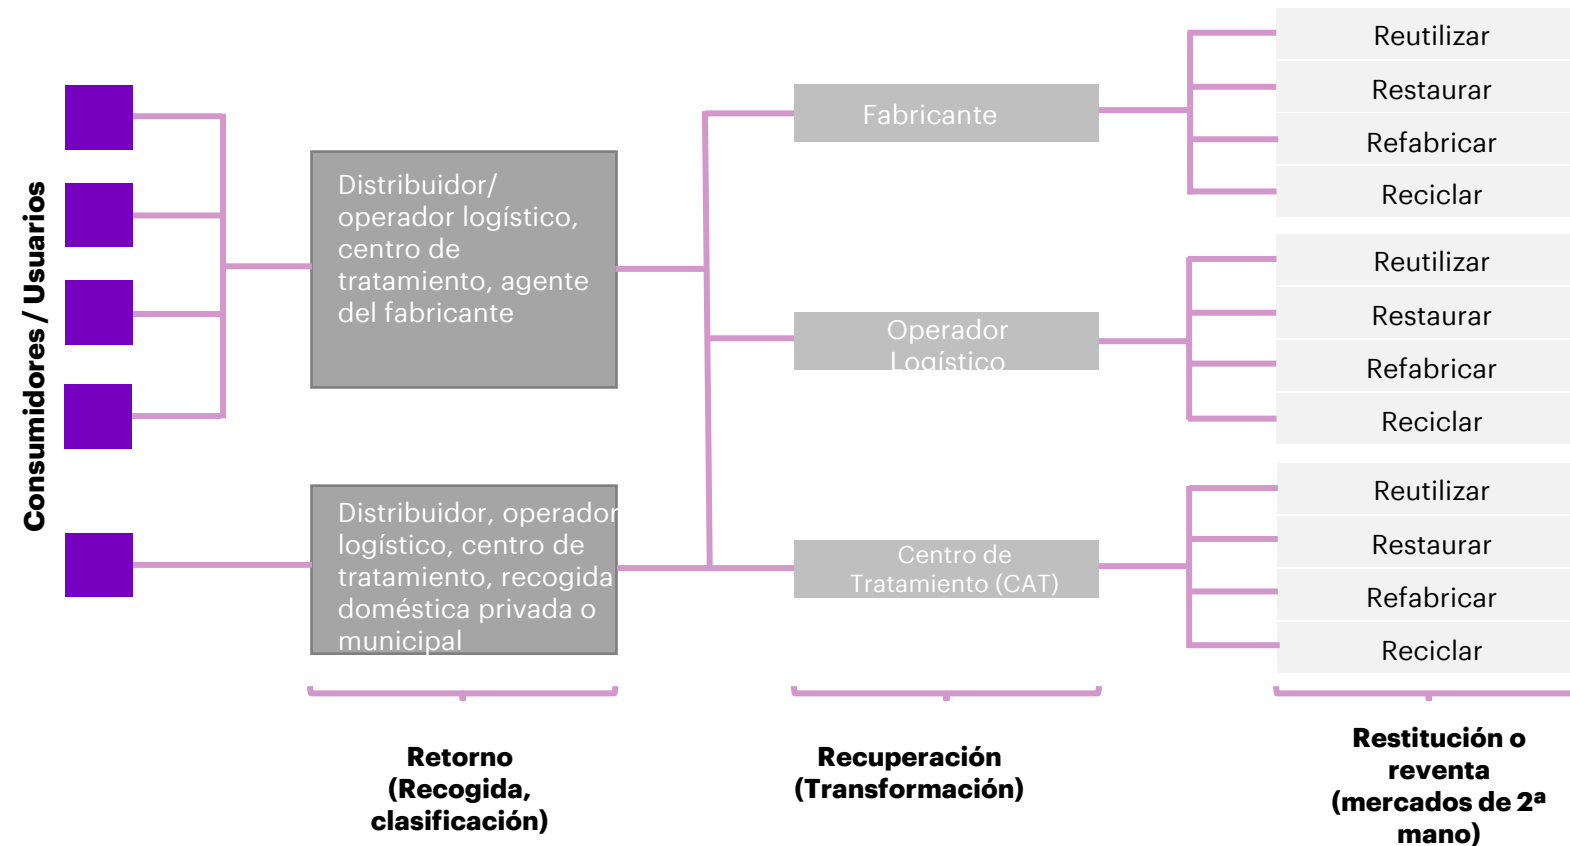 Consumidores / Usuarios
Distribuidor/
operador logístico,
centro de
tratamiento, agente
del fabricante
Distribuidor, operador
logístico, centro de
tratamiento, recogida
doméstica privada o
municipal
Fabricante
Operador
Logístico
Centro de
Tratamiento (CAT)
Reutilizar
Restaurar
Refabricar
Reciclar
Reutilizar
Restaurar
Refabricar
Reciclar
Reutilizar
Restaurar
Refabricar
Reciclar
Retorno
(Recogida,
clasificación)
Recuperación
(Transformación)
Restitución o
reventa
(mercados de 2ª
mano)